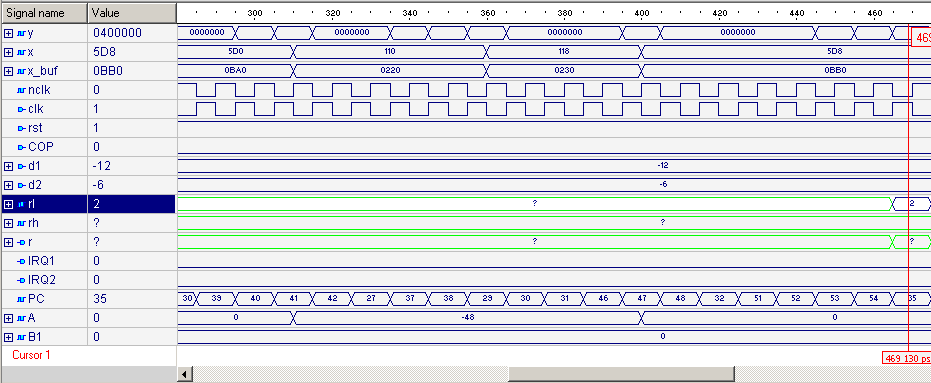 Signal name Value 300 320 340 360 380 400 420 440 460
y 0400000 0000000 0000000 0000000 0000000 469
x 5D8 5D0 110 118 5D8
x_buf 0BB0 0BA0 0220 0230 0BB0
nclk 0
clk 1
rst 1
COP 0
d1 -12 -12
d2 -6 -6
rl 2 ? 2
rh ? ?
r ? ? ?
IRQ1 0
IRQ2 0
PC 35 30 39 40 41 42 27 37 38 29 30 31 46 47 48 32 51 52 53 54 35
A 0 0 -48 0
B1 0 0
Cursor 1 469 130 ps